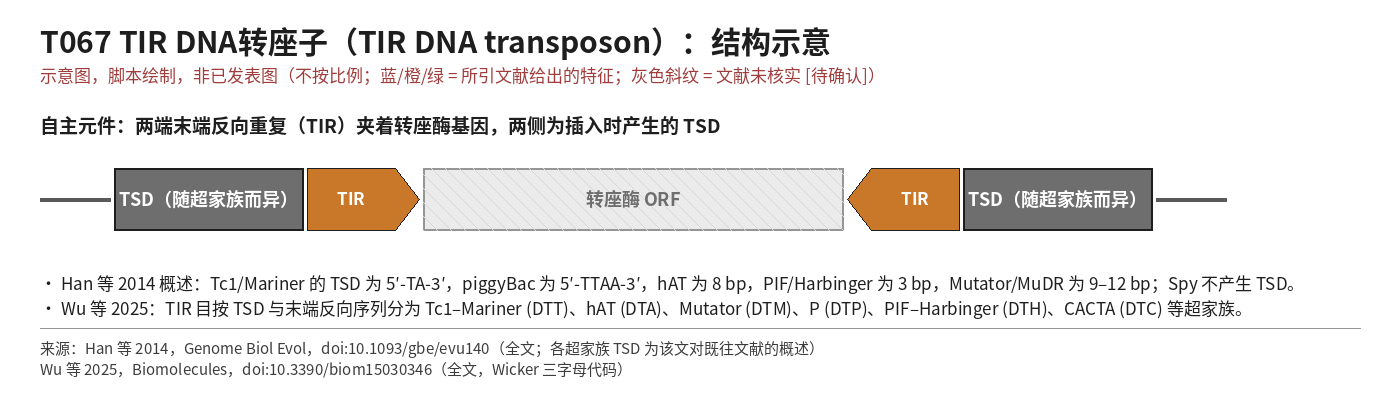 T067 TIR DNA转座子（TIR DNA transposon）：结构示意
示意图，脚本绘制，非已发表图（不按比例；蓝/橙/绿 = 所引文献给出的特征；灰色斜纹 = 文献未核实 [待确认]）
自主元件：两端末端反向重复（TIR）夹着转座酶基因，两侧为插入时产生的 TSD
TSD（随超家族而异） TIR 转座酶 ORF TIR TSD（随超家族而异）
· Han 等 2014 概述：Tc1/Mariner 的 TSD 为 5′-TA-3′，piggyBac 为 5′-TTAA-3′，hAT 为 8 bp，PIF/Harbinger 为 3 bp，Mutator/MuDR 为 9–12 bp；Spy 不产生 TSD。
· Wu 等 2025：TIR 目按 TSD 与末端反向序列分为 Tc1–Mariner (DTT)、hAT (DTA)、Mutator (DTM)、P (DTP)、PIF–Harbinger (DTH)、CACTA (DTC) 等超家族。
来源：Han 等 2014，Genome Biol Evol，doi:10.1093/gbe/evu140（全文；各超家族 TSD 为该文对既往文献的概述）
Wu 等 2025，Biomolecules，doi:10.3390/biom15030346（全文，Wicker 三字母代码）